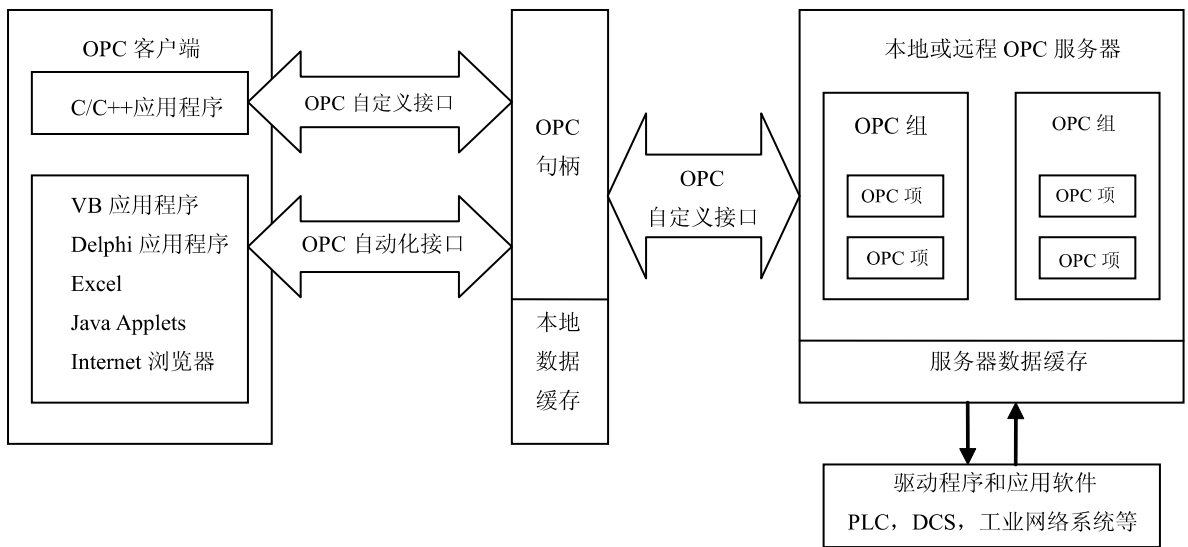 OPC 客户端
C/C++应用程序
VB 应用程序
Delphi 应用程序
Excel
Java Applets
Internet 浏览器
OPC 自定义接口
OPC 自动化接口
OPC
句柄
本地
数据
缓存
OPC
自定义接口
本地或远程 OPC 服务器
OPC 组
OPC 项
OPC 项
OPC 组
OPC 项
OPC 项
服务器数据缓存
驱动程序和应用软件
PLC，DCS，工业网络系统等